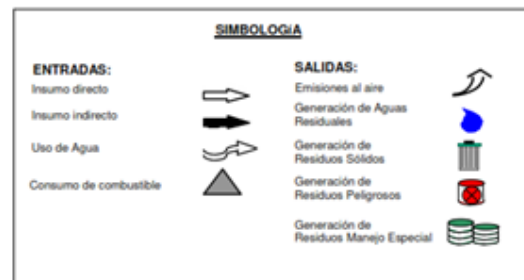 SIMBOLOGíA
ENTRADAS:
Insumo directo
Insumo indirecto
Uso de Agua
Consumo de combustible
SALIDAS:
Emisiones al aire
Generación de Aguas
Residuales
Generación de
Residuos Sólidos
Generación de
Residuos Peligrosos
Generación de
Residuos Manejo Especial